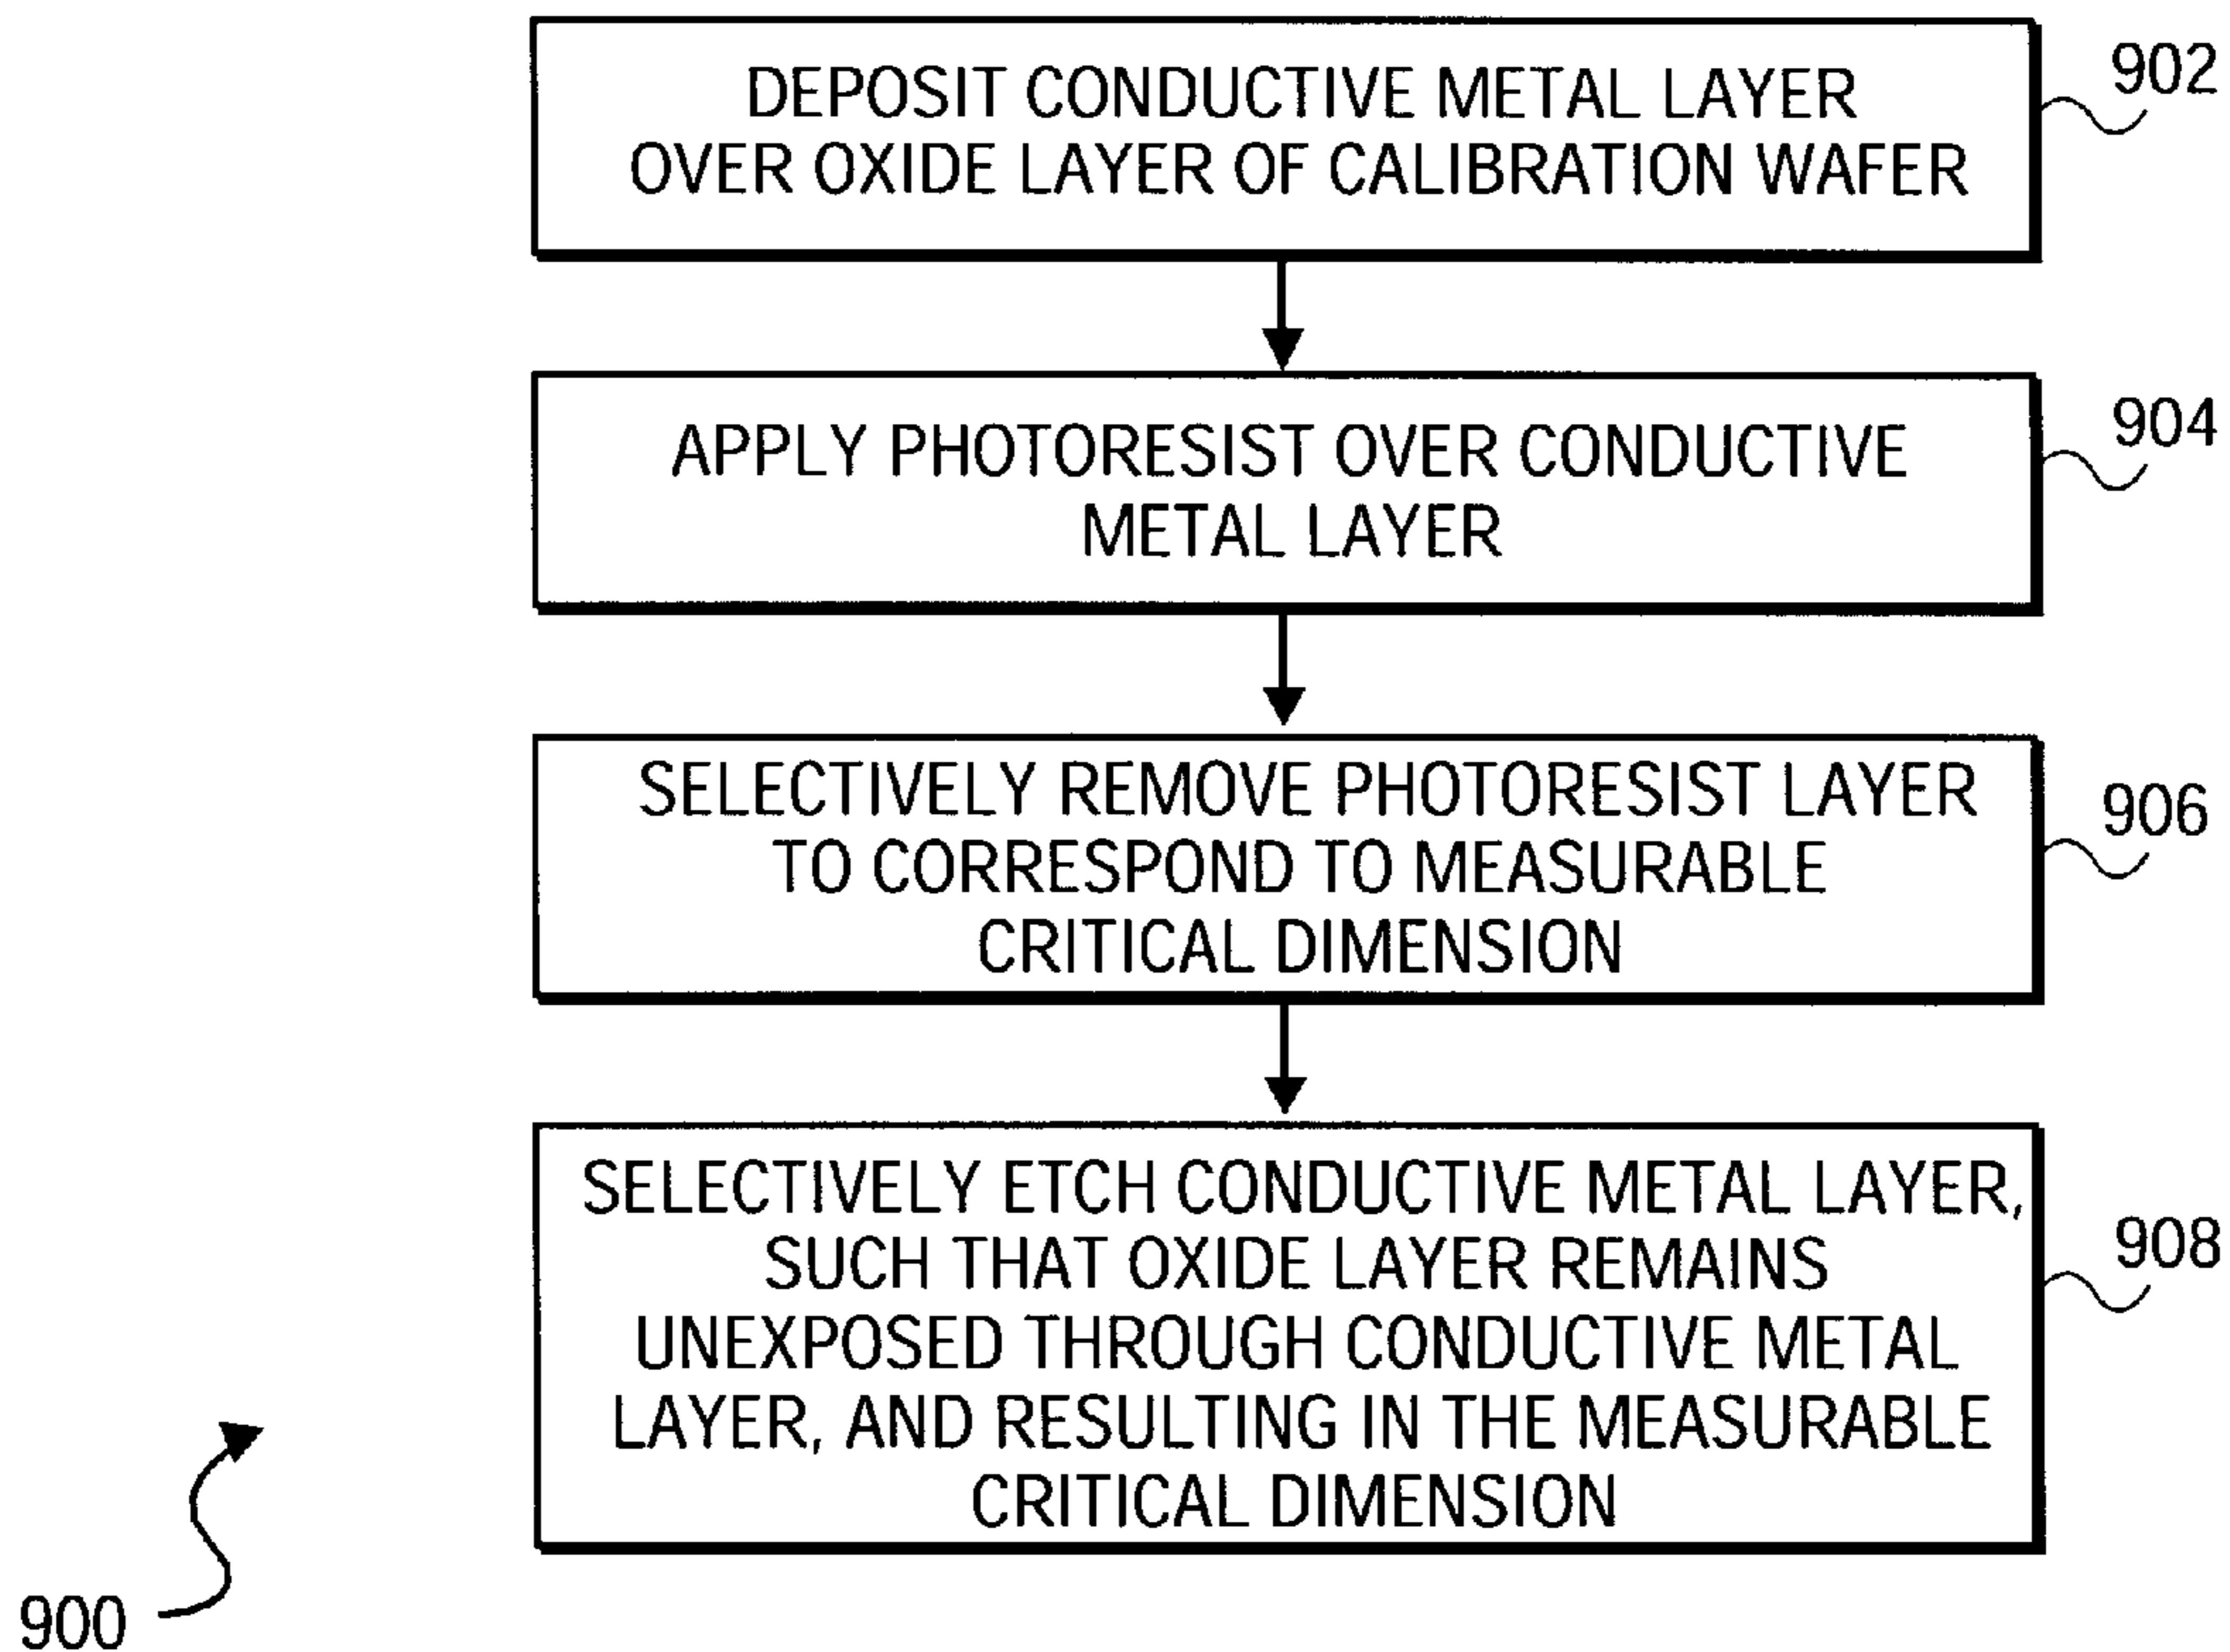 DEPOSIT CONDUCTIVE METAL LAYER
OVER OXIDE LAYER OF CALIBRATION WAFER
902
APPLY PHOTORESIST OVER CONDUCTIVE
METAL LAYER
904
SELECTIVELY REMOVE PHOTORESIST LAYER
TO CORRESPOND TO MEASURABLE
CRITICAL DIMENSION
906
SELECTIVELY ETCH CONDUCTIVE METAL LAYER,
SUCH THAT OXIDE LAYER REMAINS
UNEXPOSED THROUGH CONDUCTIVE METAL
LAYER, AND RESULTING IN THE MEASURABLE
CRITICAL DIMENSION
908
900